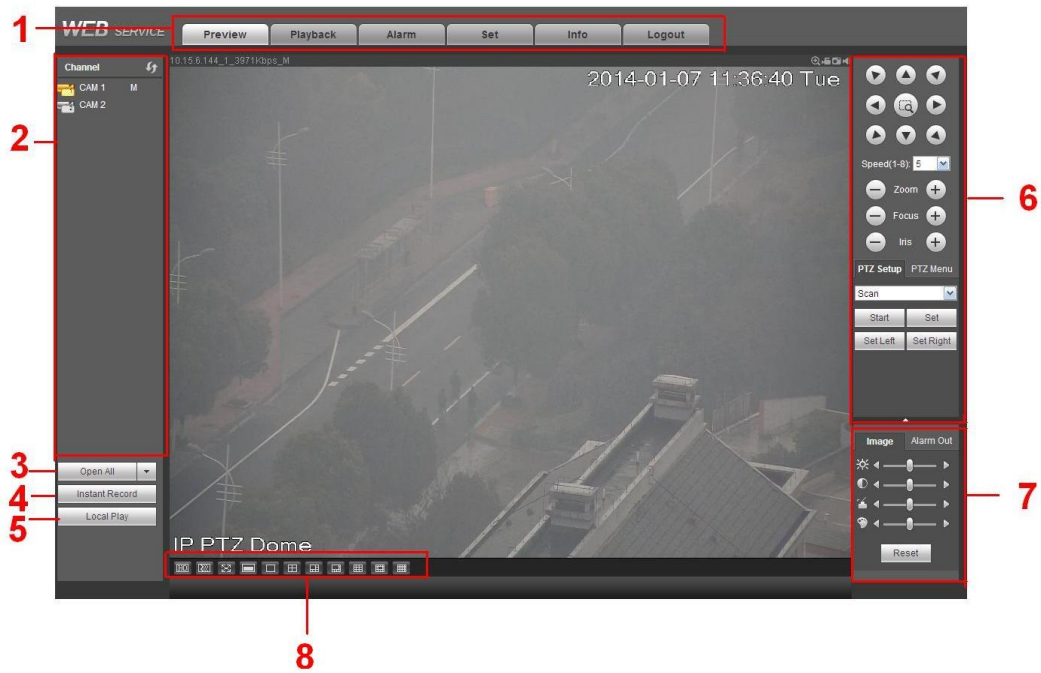 1
WEB SERVICE
Preview
Playback
Alarm
Set
Info
Logout
2
Channel
CAM 1 M
CAM 2
10.15.6.144_1_3971Kbps_M
2014-01-07 11:36:40 Tue
IP PTZ Dome
3
Open All
4
Instant Record
5
Local Play
6
Speed(1-8): 5
Zoom
Focus
Iris
PTZ Setup PTZ Menu
Scan
Start Set
Set Left Set Right
7
Image Alarm Out
Reset
8